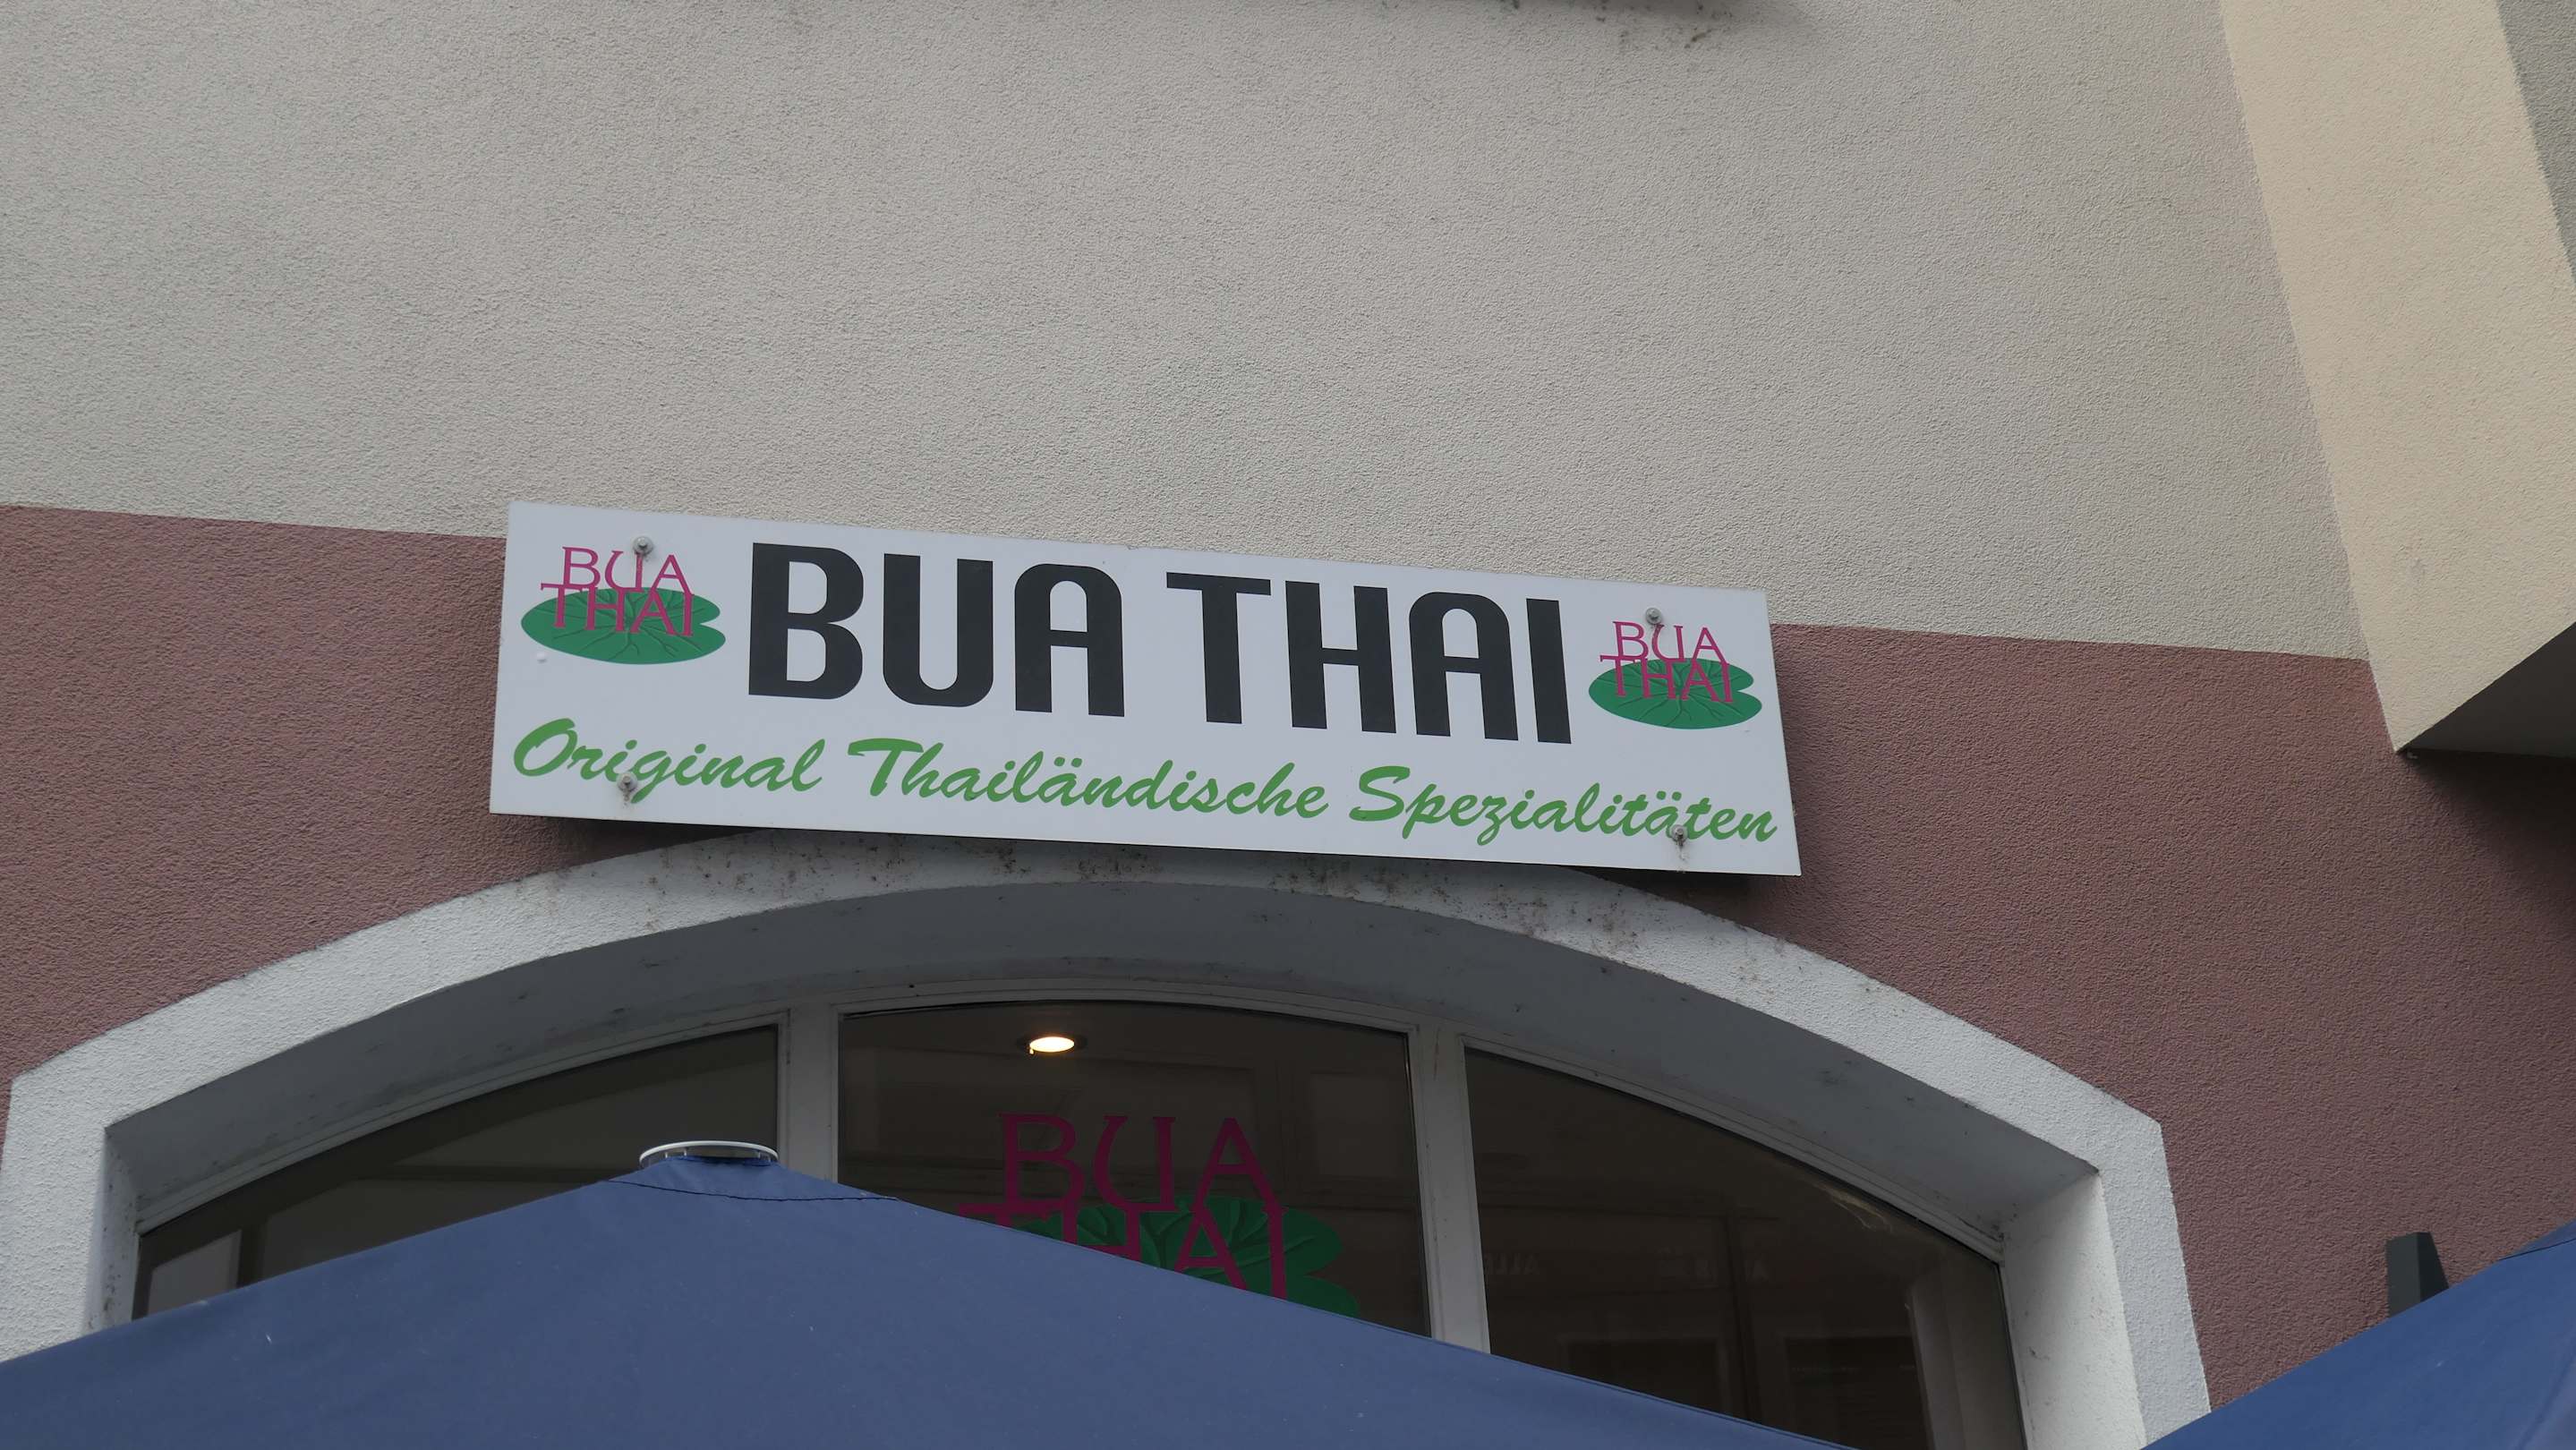 BUA
THAI
BUA THAI
BUA
THAI
Original Thailändische Spezialitäten
BUA
THAI